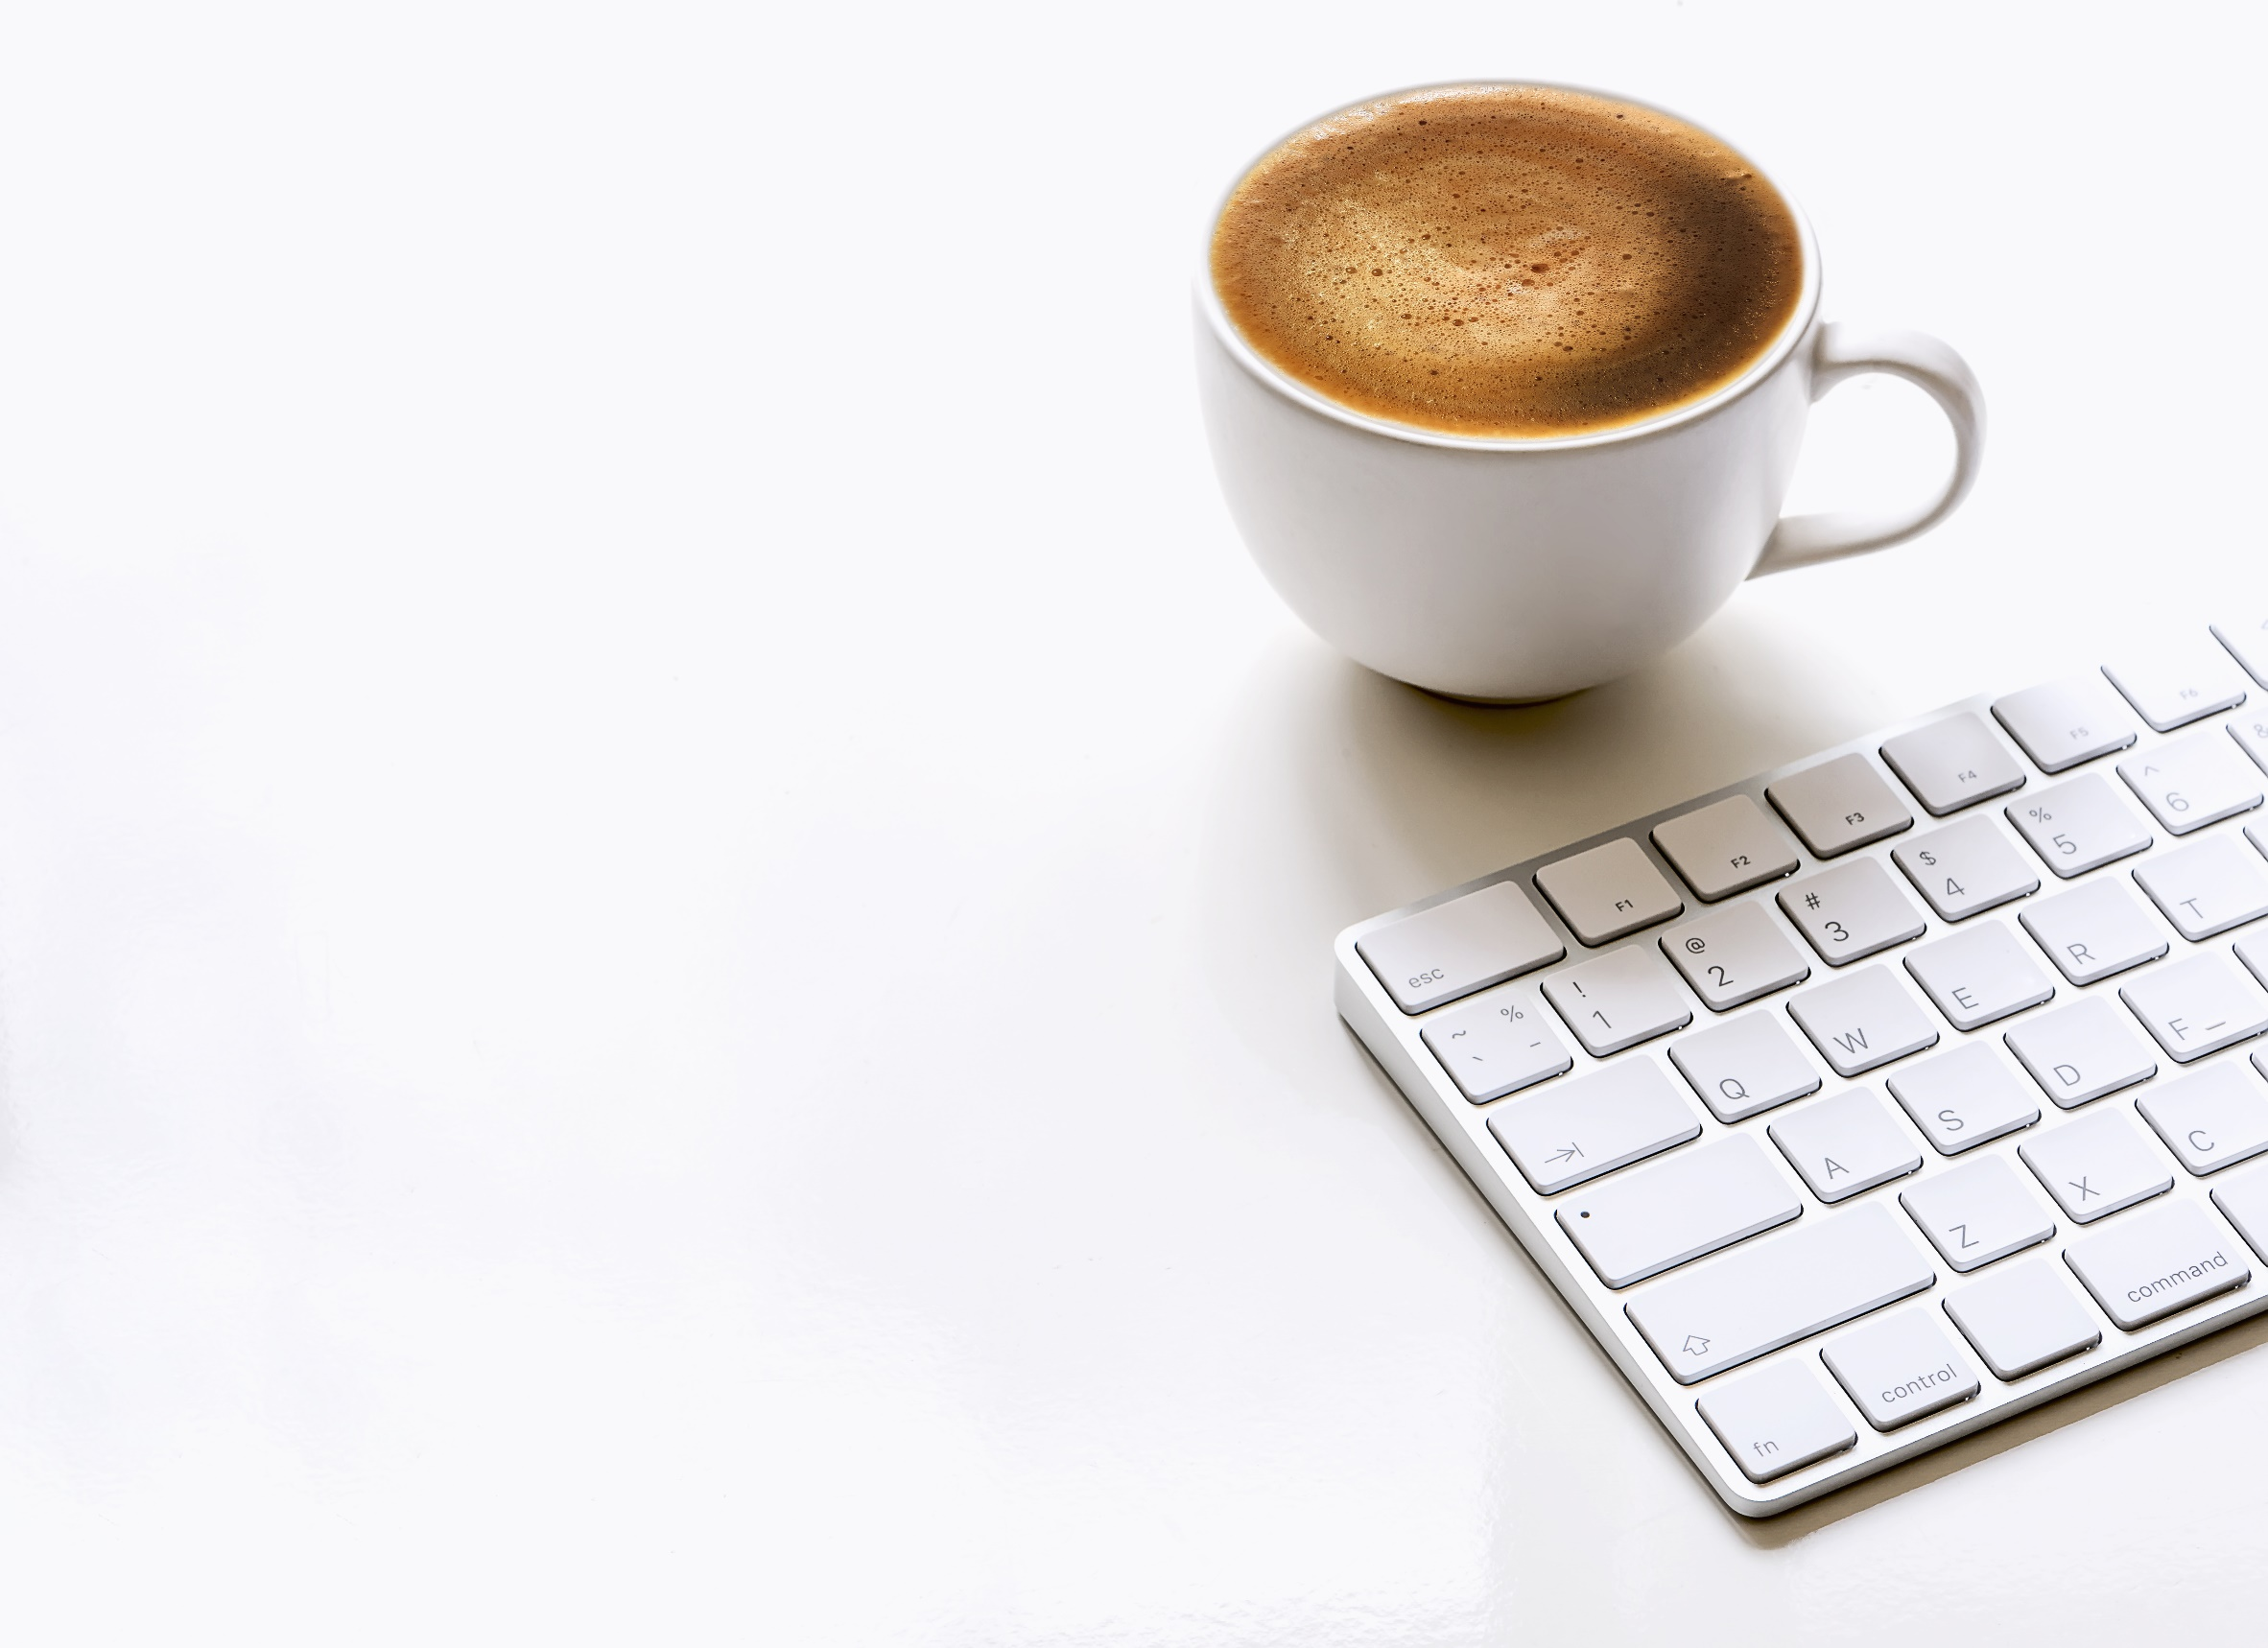 esc F1 F2 F3 F4 F5 F6
~ % ` - ! 1 @ 2 # 3 $ 4 % 5 ^ 6 &
Q W E R T
A S D F _
Z X C
fn control command